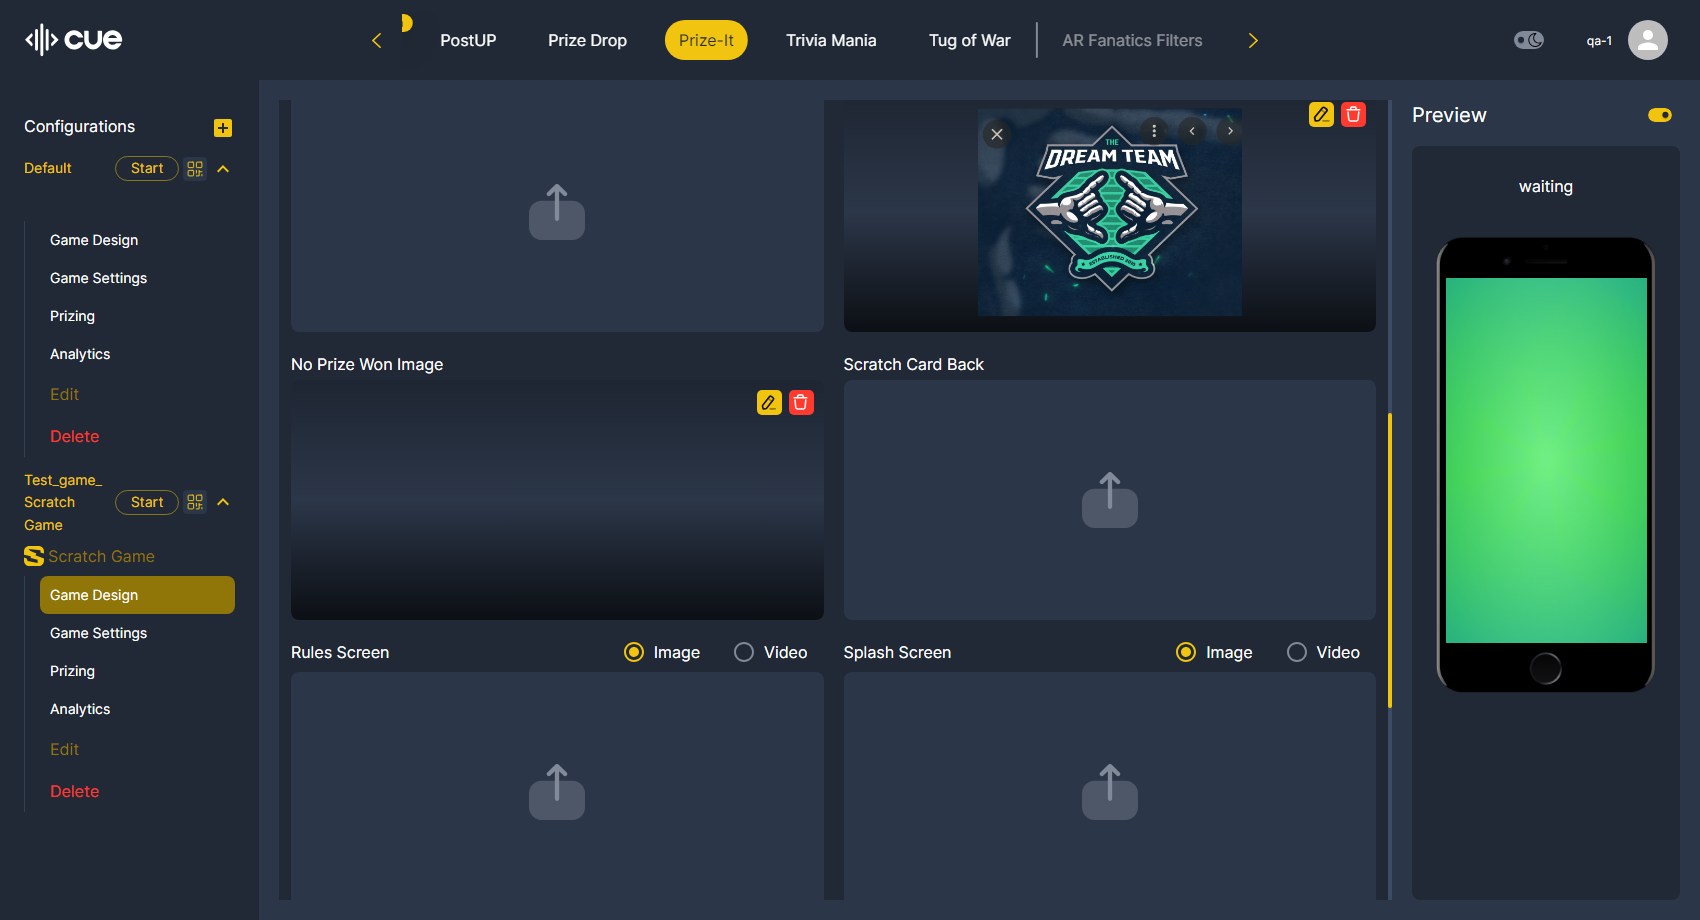 cue
PostUP
Prize Drop
Prize-It
Trivia Mania
Tug of War
AR Fanatics Filters
qa-1
Configurations
Default
Start
Game Design
Game Settings
Prizing
Analytics
Edit
Delete
Test_game_
Scratch
Game
Start
Scratch Game
Game Design
Game Settings
Prizing
Analytics
Edit
Delete
THE
DREAM TEAM
No Prize Won Image
Scratch Card Back
Rules Screen
Image
Video
Splash Screen
Image
Video
Preview
waiting